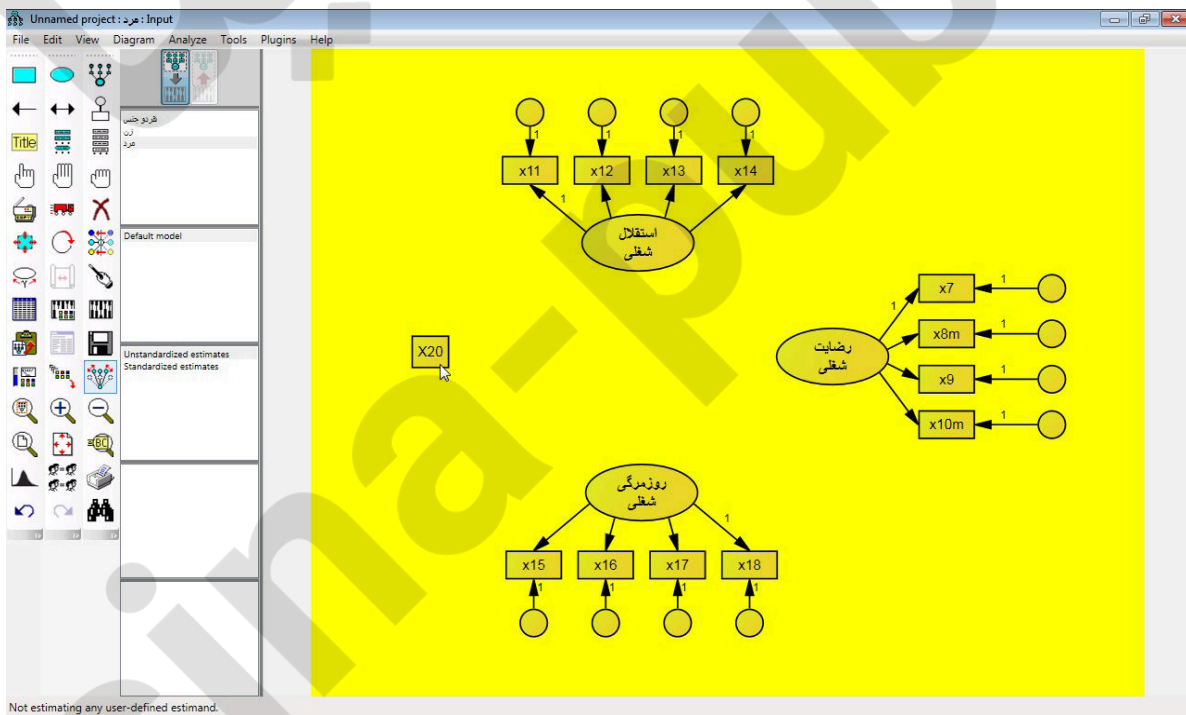 Unnamed project : مرد : Input
File Edit View Diagram Analyze Tools Plugins Help
Title
زن
مرد
Default model
Unstandardized estimates
Standardized estimates
1 1 1 1
x11 x12 x13 x14
1
استقلال
شغلی
X20
x7 1
1
x8m 1
رضایت
شغلی
x9 1
x10m 1
روزمرگی
شغلی
1
x15 x16 x17 x18
1 1 1 1
Not estimating any user-defined estimand.